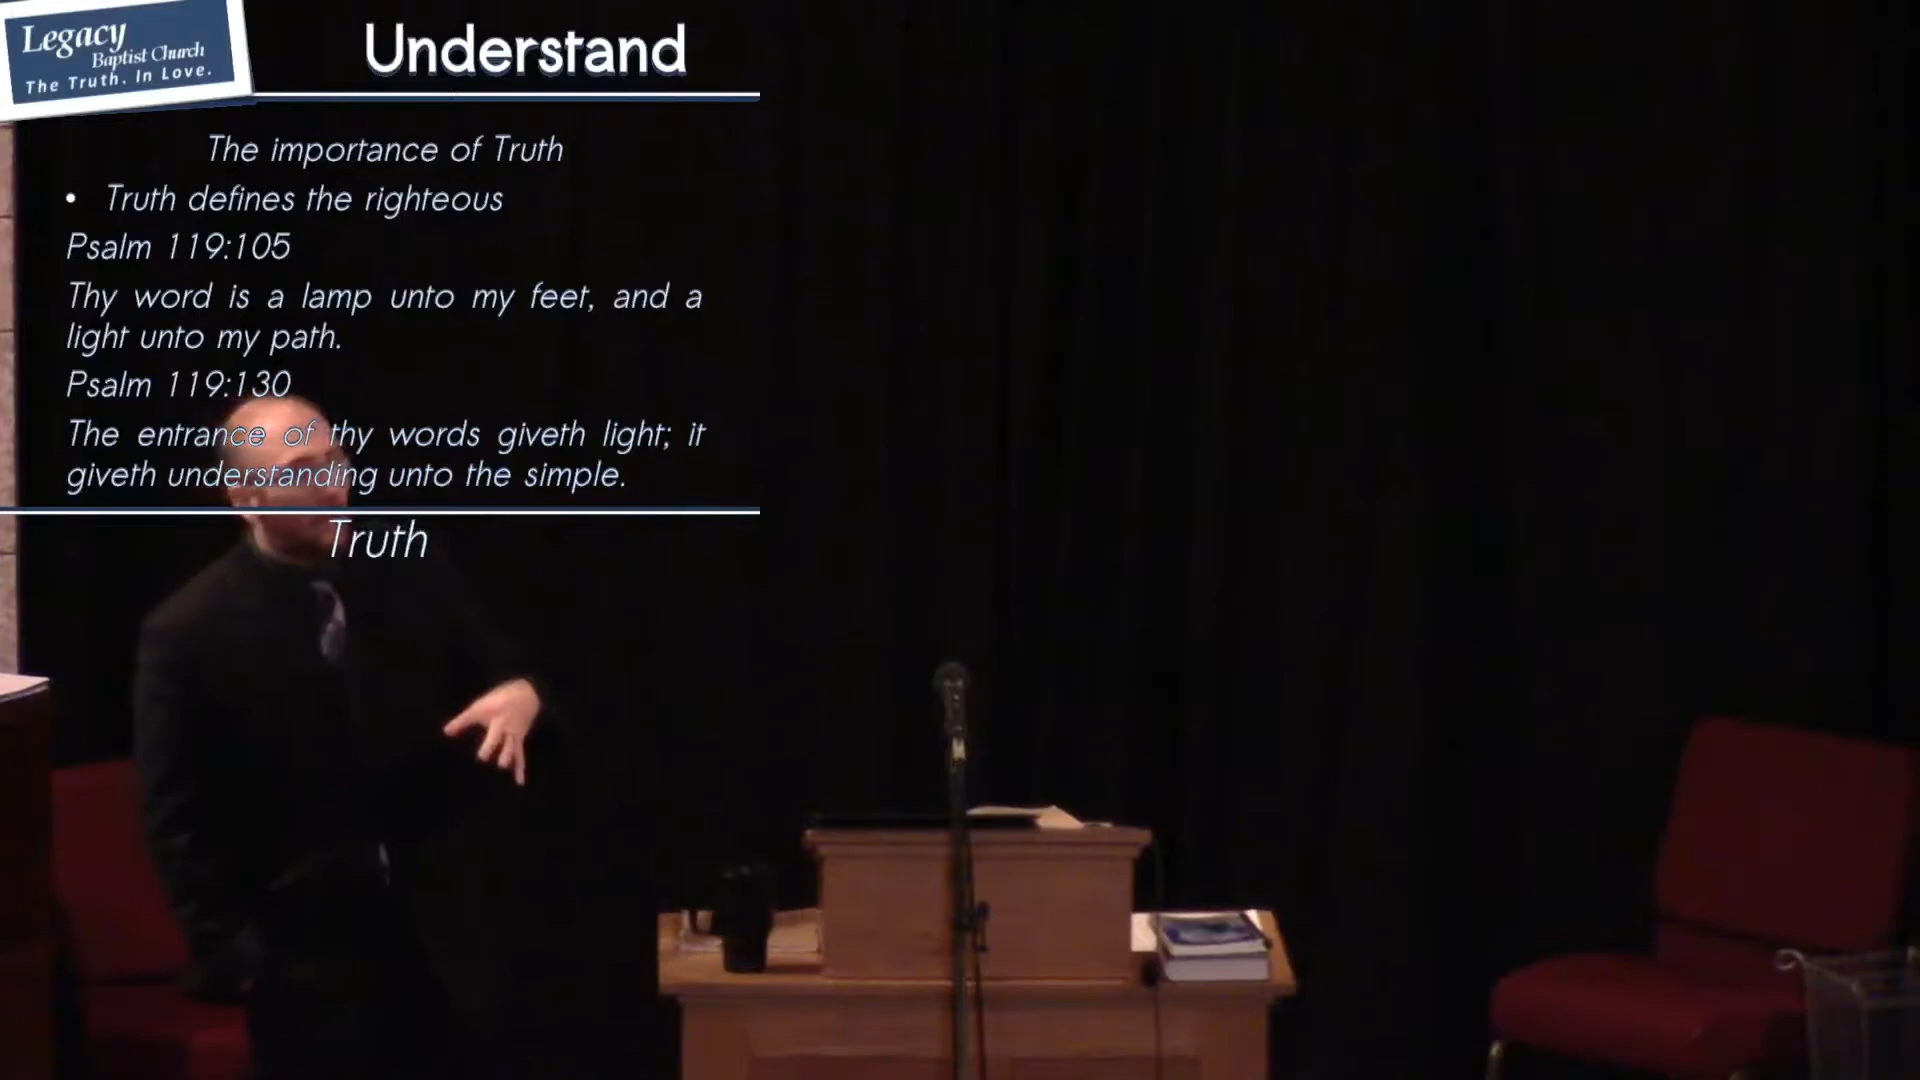 Legacy
Baptist Church
The Truth. In Love.
Understand
The importance of Truth
• Truth defines the righteous
Psalm 119:105
Thy word is a lamp unto my feet, and a
light unto my path.
Psalm 119:130
The entrance of thy words giveth light; it
giveth understanding unto the simple.
Truth